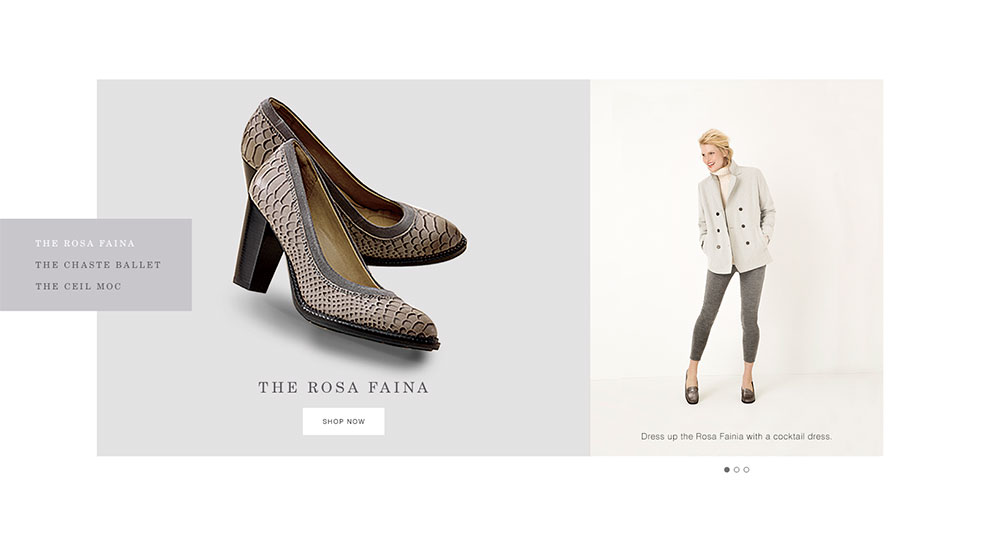 THE ROSA FAINA
THE CHASTE BALLET
THE CEIL MOC
THE ROSA FAINA
SHOP NOW
Dress up the Rosa Fainia with a cocktail dress.